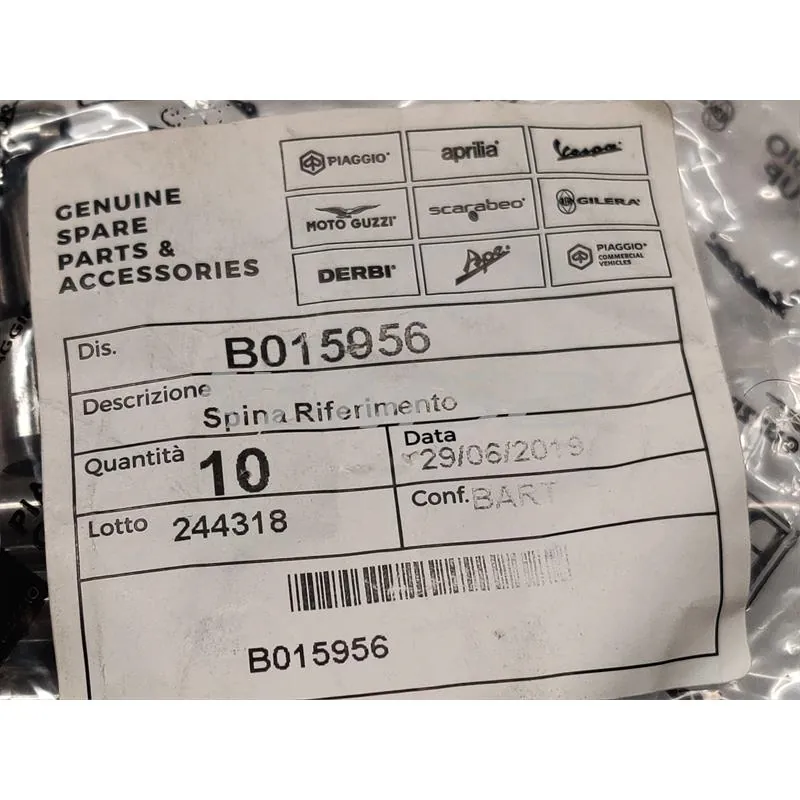 GENUINE
SPARE
PARTS &
ACCESSORIES
PIAGGIO® aprilia® Vespa®
MOTO GUZZI® scarabeo® GILERA®
DERBI® Ape® PIAGGIO® COMMERCIAL VEHICLES
Dis. B015956
Descrizione Spina Riferimento
Quantità 10
Data 29/06/2019
Lotto 244318
Conf. BART
B015956